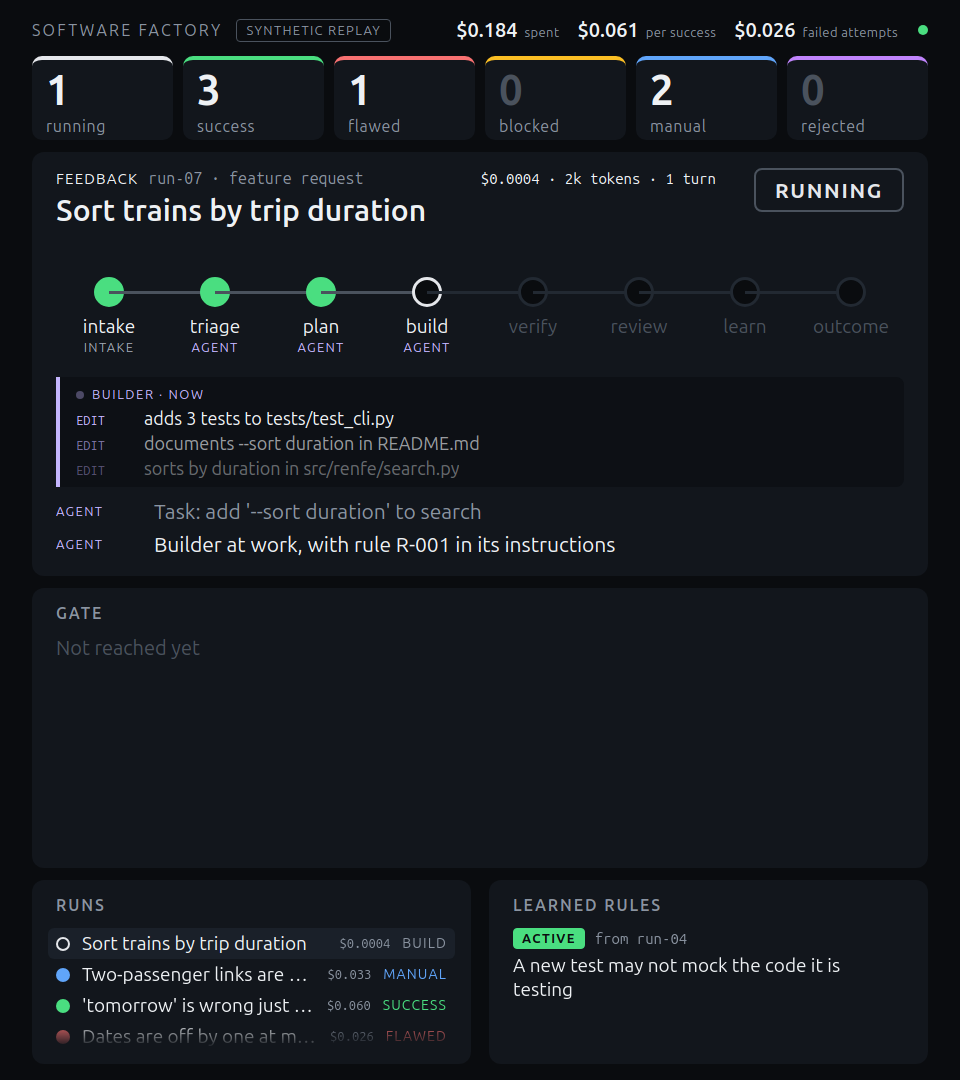 SOFTWARE FACTORY SYNTHETIC REPLAY $0.184 spent $0.061 per success $0.026 failed attempts
1 3 1 0 2 0
running success flawed blocked manual rejected
FEEDBACK run-07 · feature request $0.0004 · 2k tokens · 1 turn RUNNING
Sort trains by trip duration
intake triage plan build verify review learn outcome
INTAKE AGENT AGENT AGENT
BUILDER · NOW
EDIT adds 3 tests to tests/test_cli.py
EDIT documents --sort duration in README.md
EDIT sorts by duration in src/renfe/search.py
AGENT Task: add '--sort duration' to search
AGENT Builder at work, with rule R-001 in its instructions
GATE
Not reached yet
RUNS
Sort trains by trip duration $0.0004 BUILD
Two-passenger links are ... $0.033 MANUAL
'tomorrow' is wrong just ... $0.060 SUCCESS
Dates are off by one at m... $0.026 FLAWED
LEARNED RULES
ACTIVE from run-04
A new test may not mock the code it is
testing